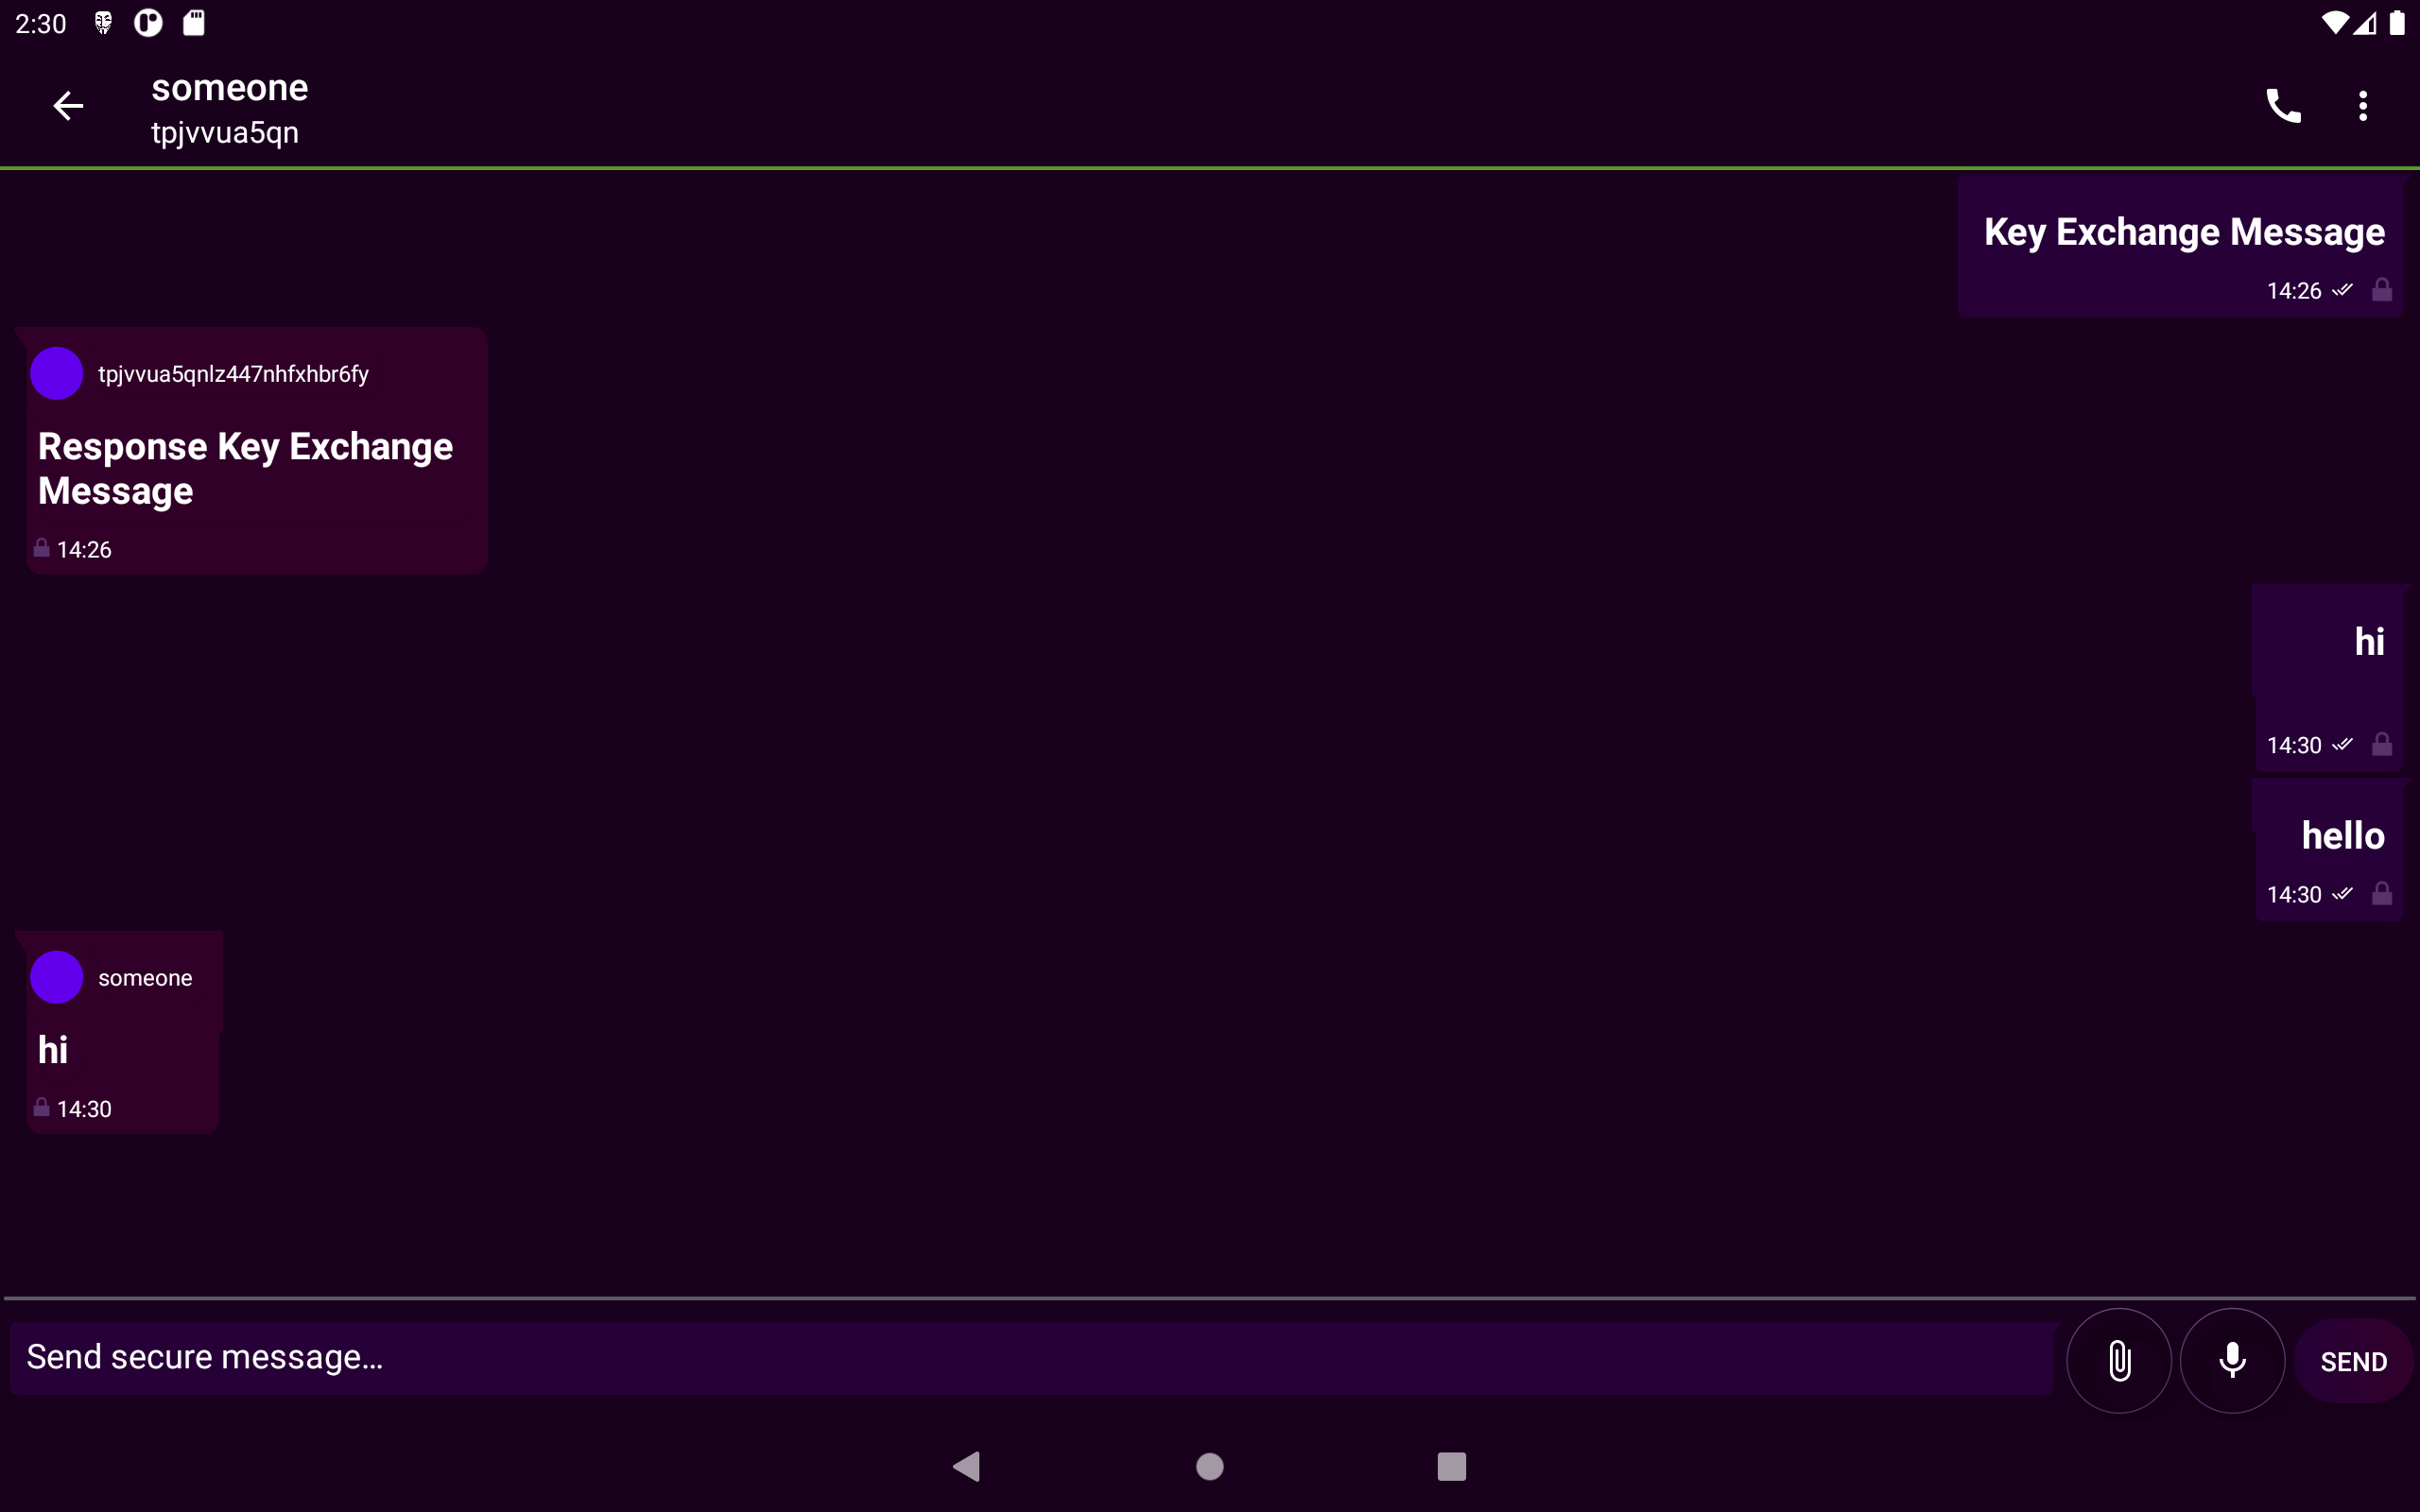 2:30
someone
tpjvvua5qn
Key Exchange Message
14:26
tpjvvua5qnlz447nhfxhbr6fy
Response Key Exchange
Message
14:26
hi
14:30
hello
14:30
someone
hi
14:30
Send secure message…
SEND